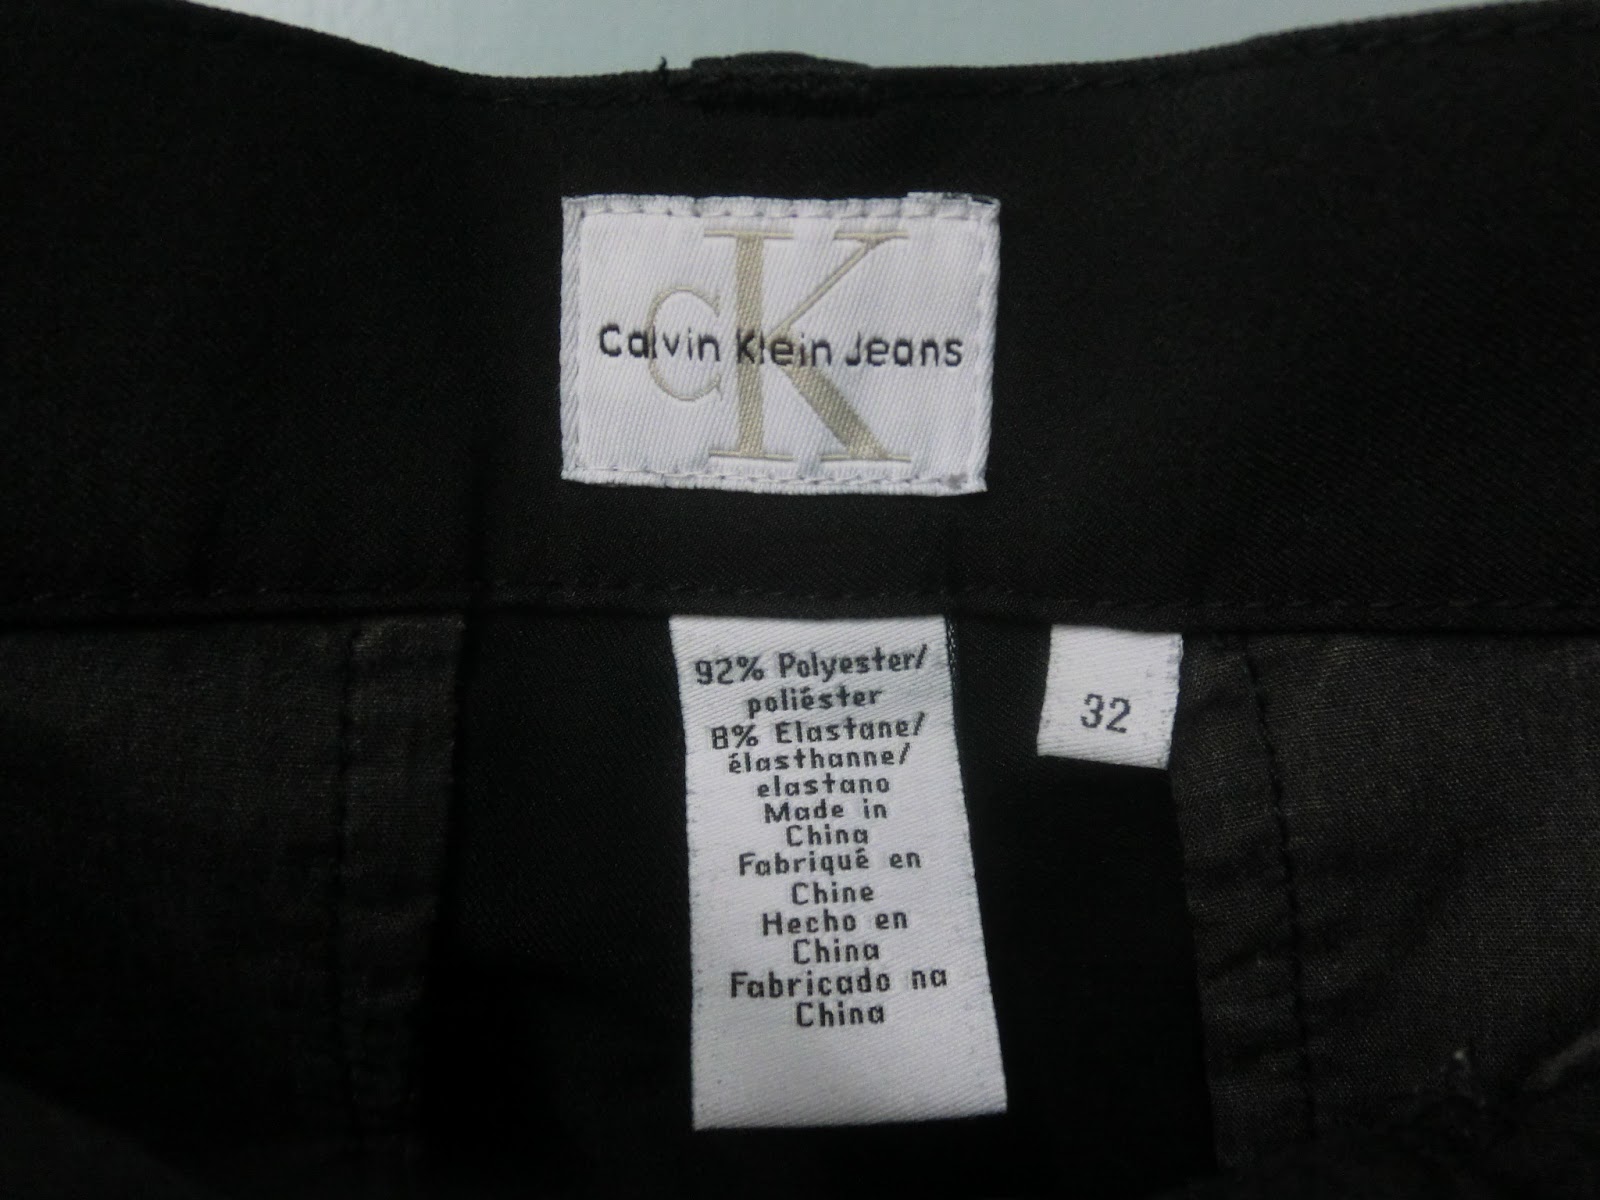 CK
Calvin Klein Jeans
92% Polyester/
poliéster
8% Elastane/
élasthanne/
elastano
Made in
China
Fabriqué en
Chine
Hecho en
China
Fabricado na
China
32